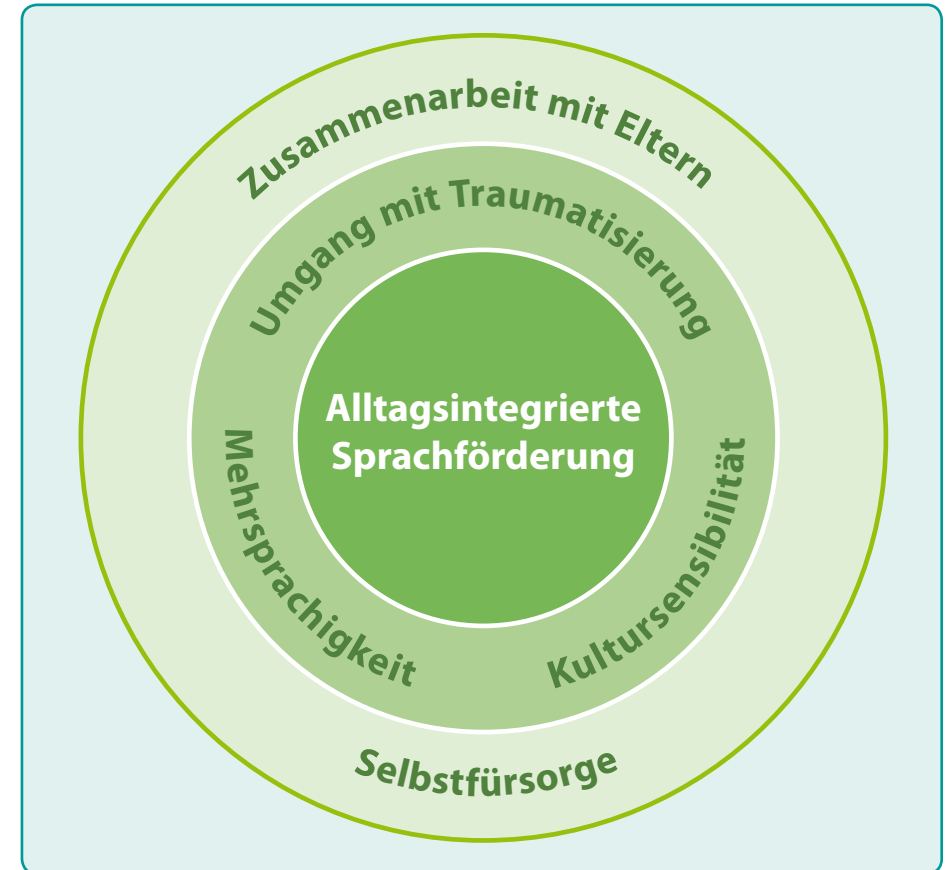 Zusammenarbeit mit Eltern
Umgang mit Traumatisierung
Alltagsintegrierte
Sprachförderung
Mehrsprachigkeit
Kultursensibilität
Selbstfürsorge